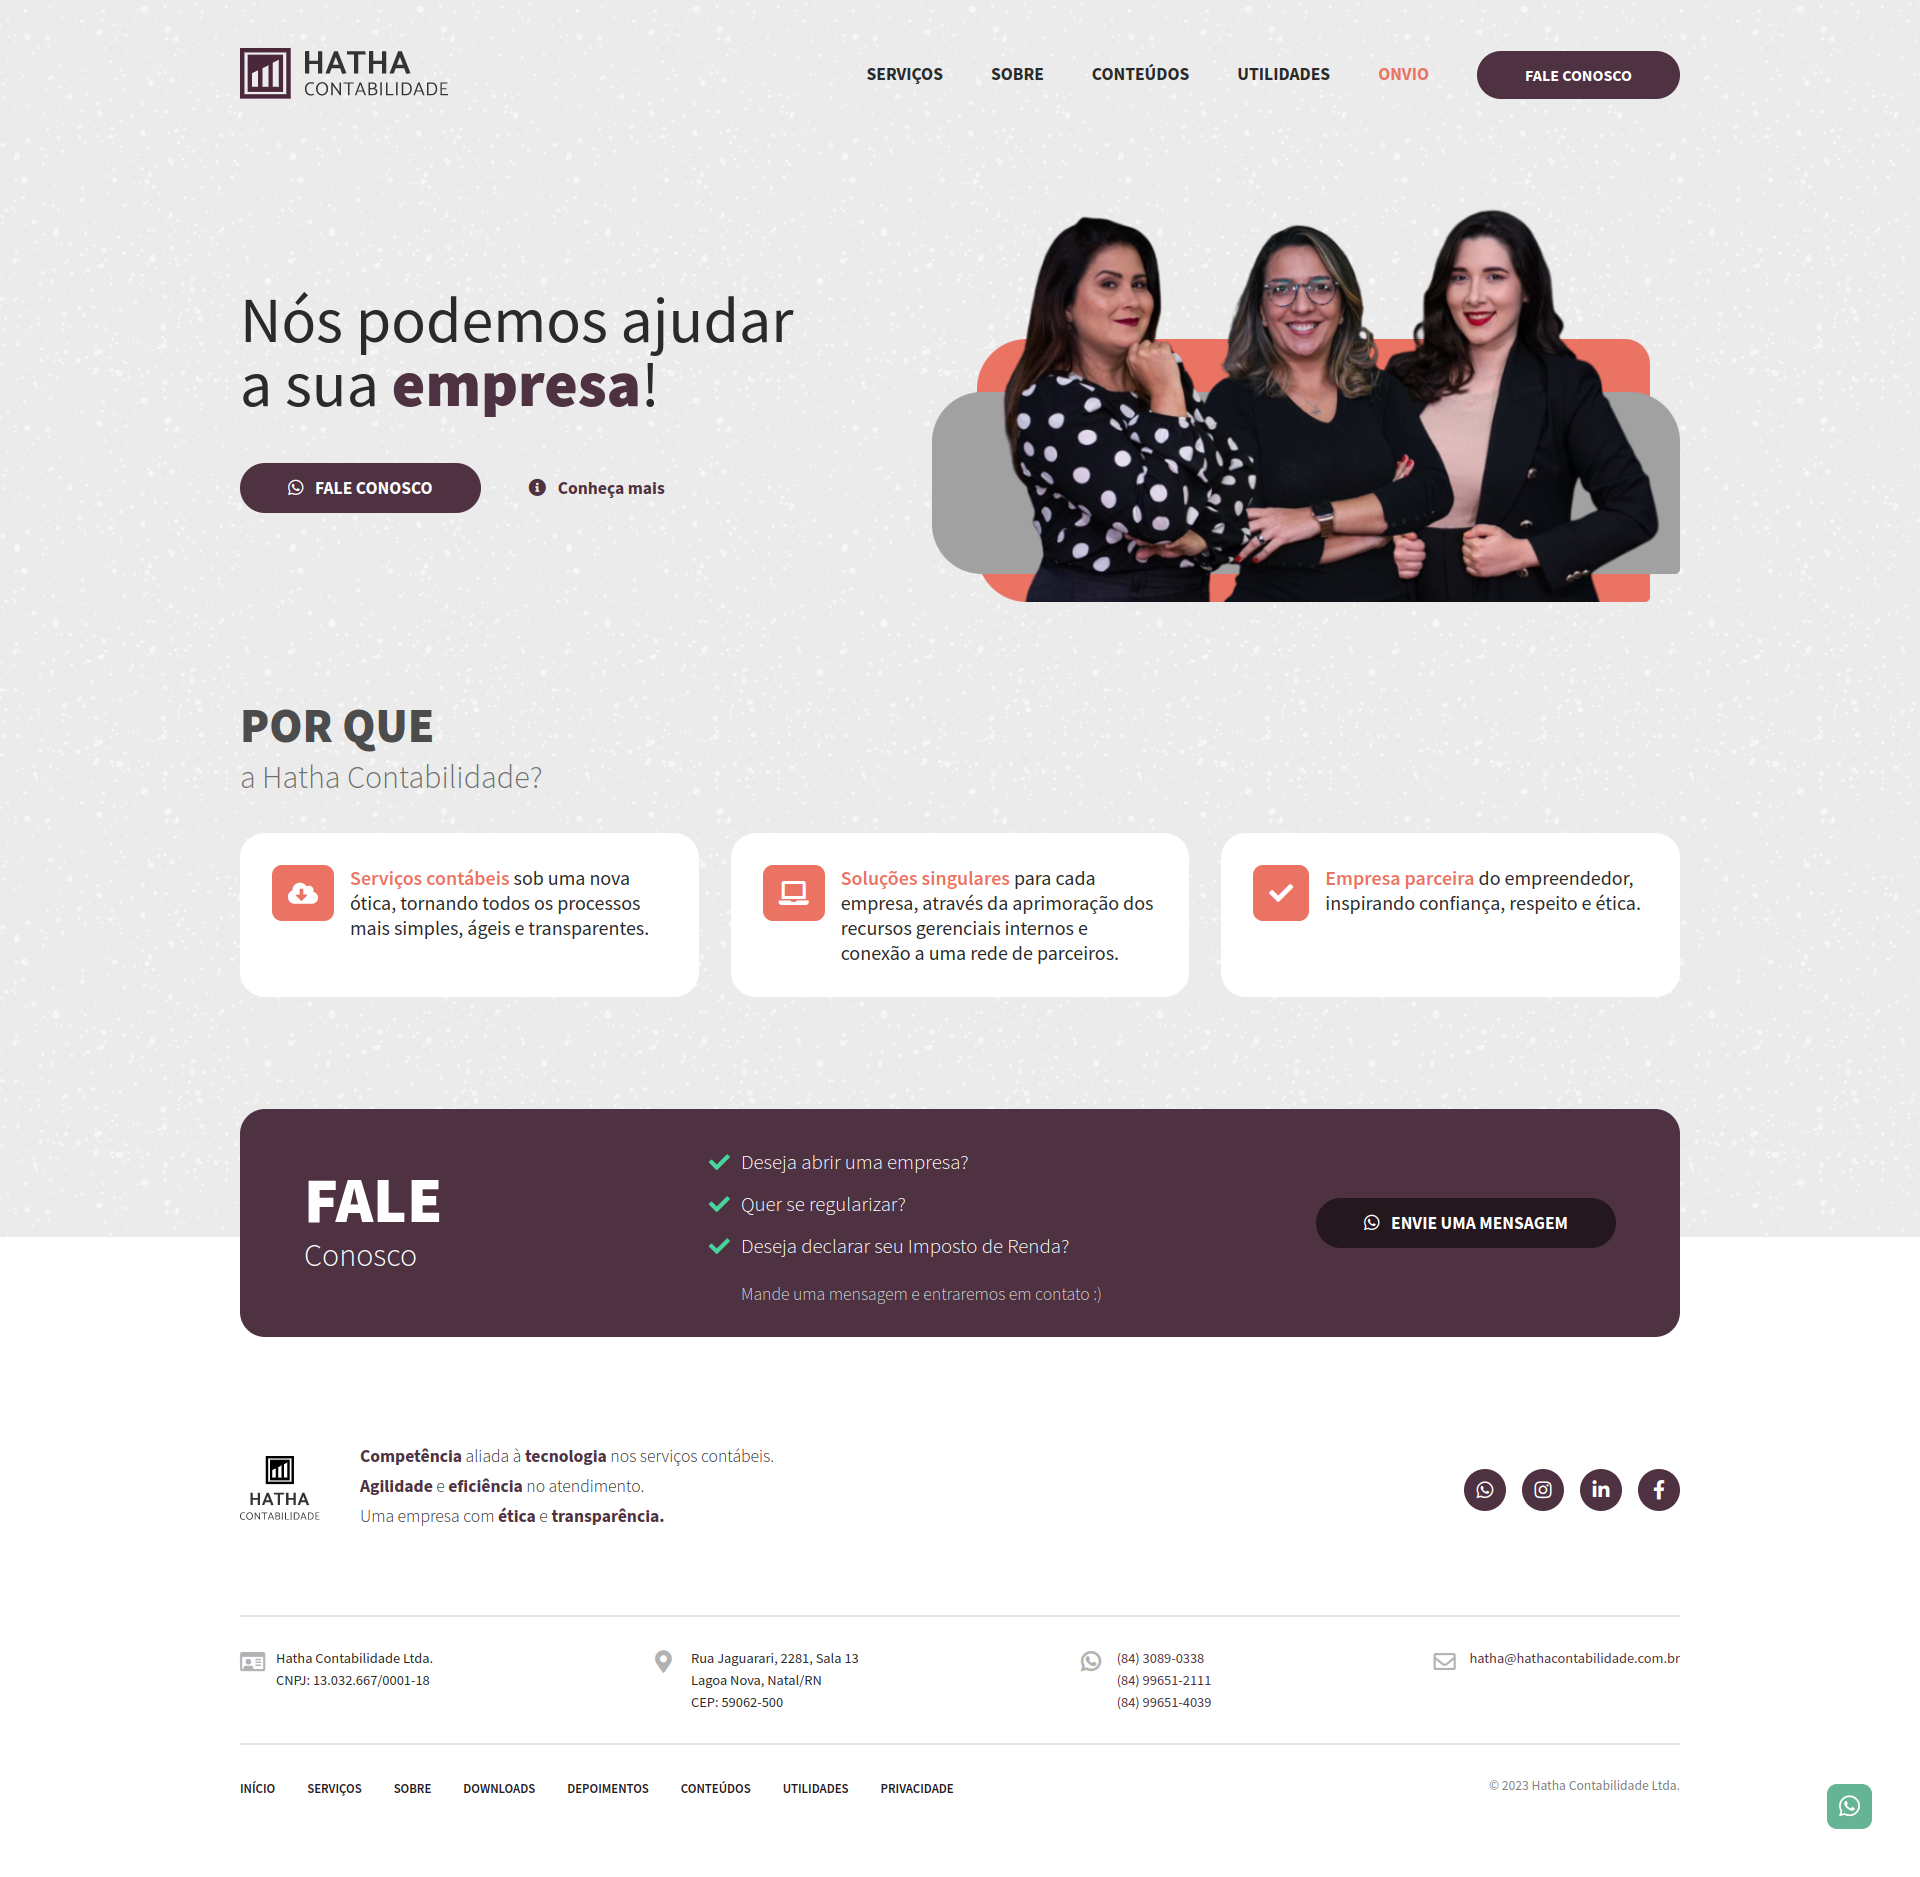 HATHA
CONTABILIDADE
SERVIÇOS
SOBRE
CONTEÚDOS
UTILIDADES
ONVIO
FALE CONOSCO
Nós podemos ajudar
a sua empresa!
FALE CONOSCO
Conheça mais
POR QUE
a Hatha Contabilidade?
Serviços contábeis sob uma nova
ótica, tornando todos os processos
mais simples, ágeis e transparentes.
Soluções singulares para cada
empresa, através da aprimoração dos
recursos gerenciais internos e
conexão a uma rede de parceiros.
Empresa parceira do empreendedor,
inspirando confiança, respeito e ética.
FALE
Conosco
Deseja abrir uma empresa?
Quer se regularizar?
Deseja declarar seu Imposto de Renda?
Mande uma mensagem e entraremos em contato :)
ENVIE UMA MENSAGEM
HATHA
CONTABILIDADE
Competência aliada à tecnologia nos serviços contábeis.
Agilidade e eficiência no atendimento.
Uma empresa com ética e transparência.
Hatha Contabilidade Ltda.
CNPJ: 13.032.667/0001-18
Rua Jaguarari, 2281, Sala 13
Lagoa Nova, Natal/RN
CEP: 59062-500
(84) 3089-0338
(84) 99651-2111
(84) 99651-4039
hatha@hathacontabilidade.com.br
INÍCIO
SERVIÇOS
SOBRE
DOWNLOADS
DEPOIMENTOS
CONTEÚDOS
UTILIDADES
PRIVACIDADE
© 2023 Hatha Contabilidade Ltda.